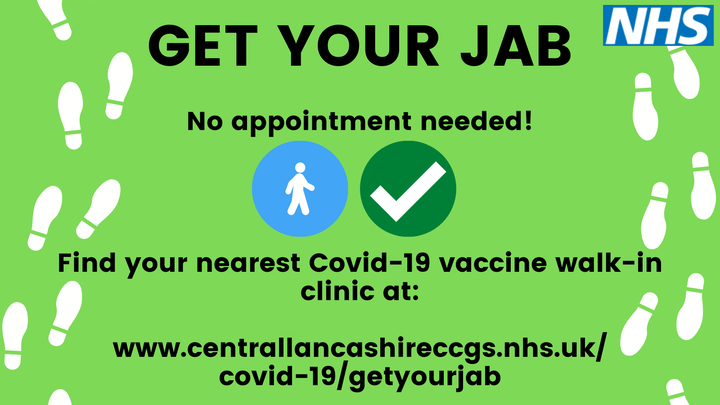 GET YOUR JAB
NHS
No appointment needed!
Find your nearest Covid-19 vaccine walk-in
clinic at:
www.centrallancashireccgs.nhs.uk/
covid-19/getyourjab